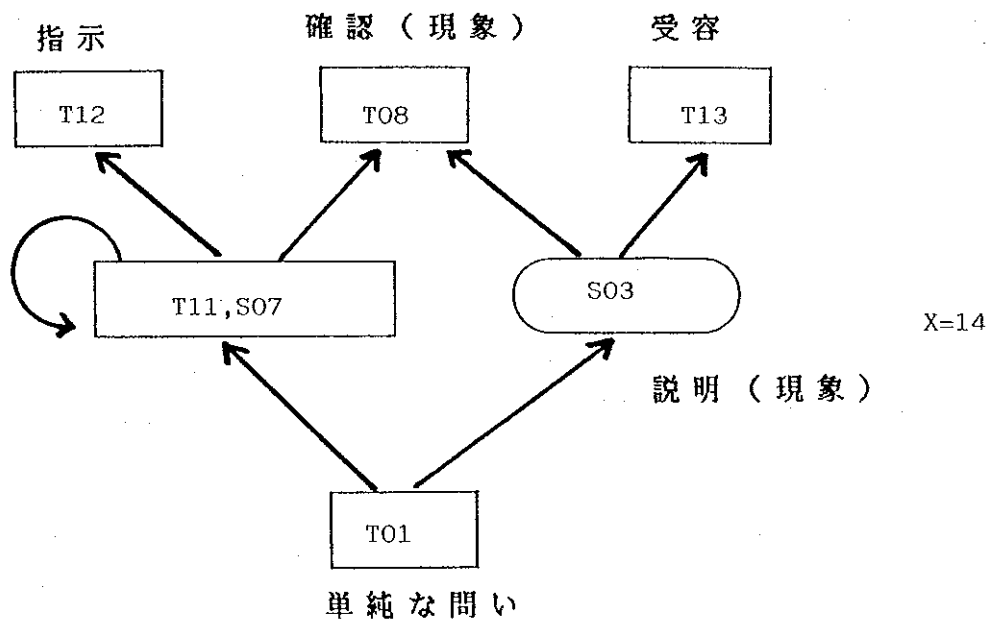 指示
確認（現象）
受容
T12
T08
T13
T11,S07
S03
X=14
説明（現象）
T01
単純な問い